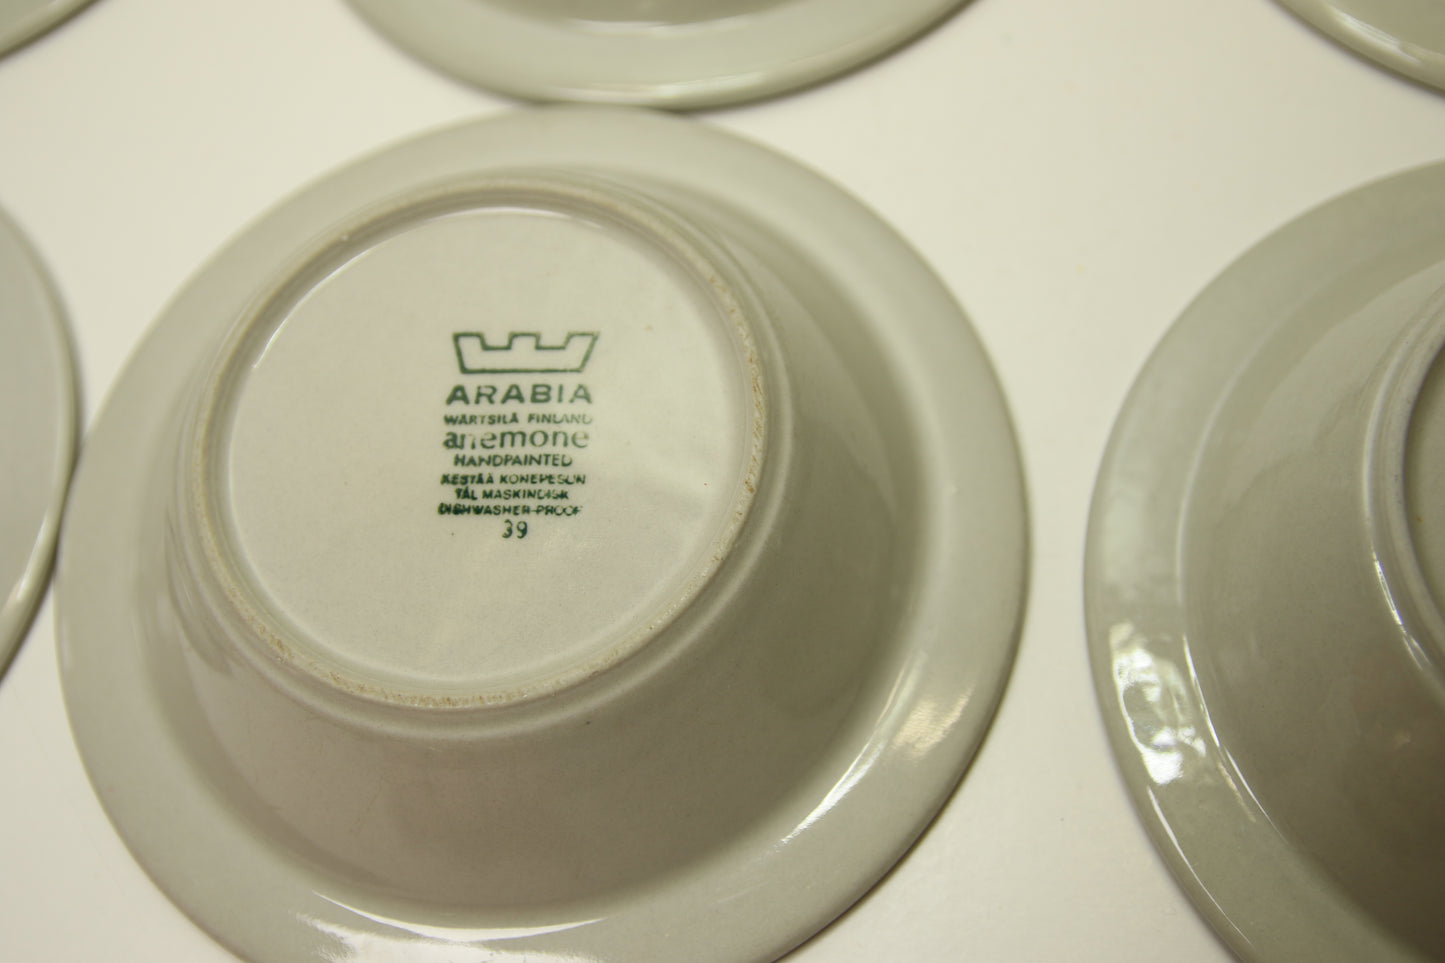 ARABIA
WÄRTSILÄ FINLAND
anemone
HANDPAINTED
KESTÄÄ KONEPESUN
TÅL MASKINDISK
DISHWASHER-PROOF
39